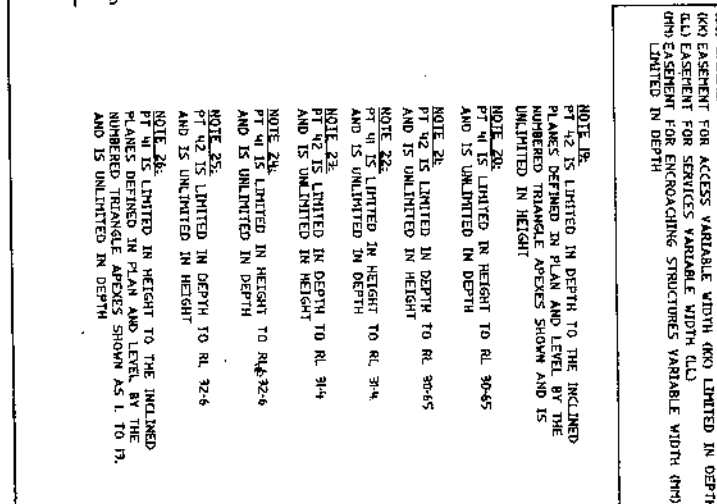 (KK) EASEMENT FOR ACCESS VARIABLE WIDTH (KK) LIMITED IN DEPTH
(LL) EASEMENT FOR SERVICES VARIABLE WIDTH (LL)
(MM) EASEMENT FOR ENCROACHING STRUCTURES VARIABLE WIDTH (MM)
LIMITED IN DEPTH
NOTE 19:
PT 42 IS LIMITED IN DEPTH TO THE INCLINED
PLANES DEFINED IN PLAN AND LEVEL BY THE
NUMBERED TRIANGLE APEXES SHOWN AND IS
UNLIMITED IN HEIGHT
NOTE 20:
PT 41 IS LIMITED IN HEIGHT TO RL 30·65
AND IS UNLIMITED IN DEPTH
NOTE 21:
PT 42 IS LIMITED IN DEPTH TO RL 30·65
AND IS UNLIMITED IN HEIGHT
NOTE 22:
PT 41 IS LIMITED IN HEIGHT TO RL 31·4
AND IS UNLIMITED IN DEPTH
NOTE 23:
PT 42 IS LIMITED IN DEPTH TO RL 31·4
AND IS UNLIMITED IN HEIGHT
NOTE 24:
PT 41 IS LIMITED IN HEIGHT TO RL 32·6
AND IS UNLIMITED IN DEPTH
NOTE 25:
PT 42 IS LIMITED IN DEPTH TO RL 32·6
AND IS UNLIMITED IN HEIGHT
NOTE 26:
PT 41 IS LIMITED IN HEIGHT TO THE INCLINED
PLANES DEFINED IN PLAN AND LEVEL BY THE
NUMBERED TRIANGLE APEXES SHOWN AS 1. TO 19.
AND IS UNLIMITED IN DEPTH